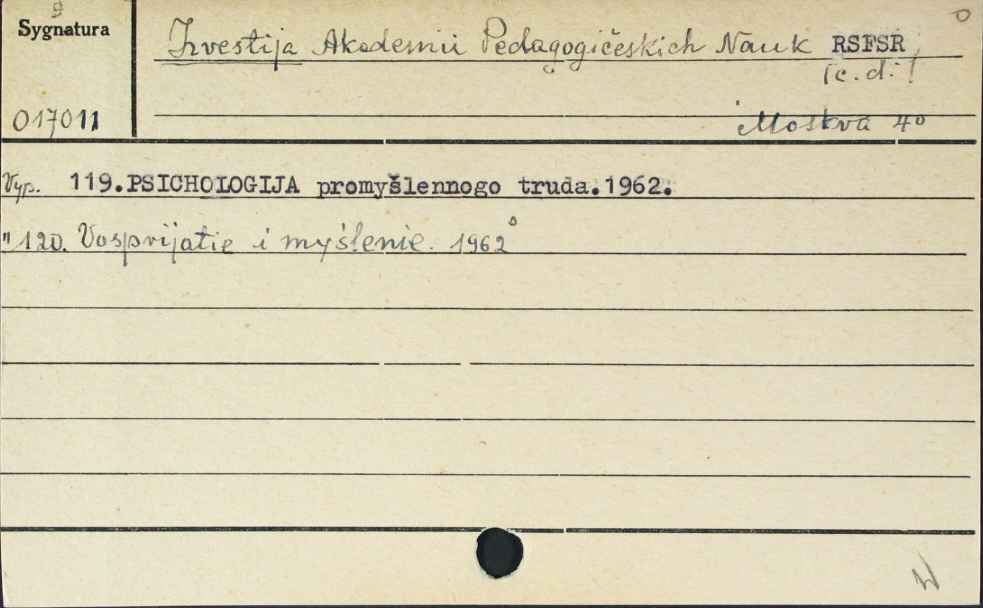 9
Sygnatura
Izvestija Akademii Pedagogičeskich Nauk RSFSR
(c.d.)
017011
Moskva 4°
Vyp. 119.PSICHOLOGIJA promyšlennogo truda.1962.
" 120. Vosprijatie i myšlenie. 1962
W